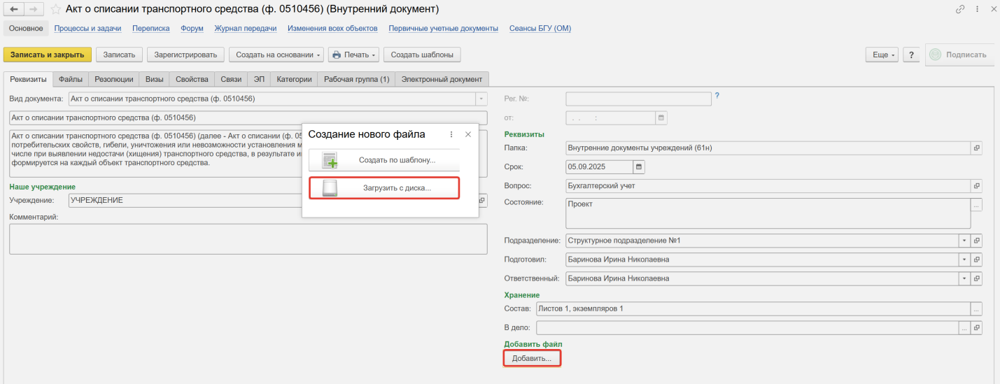 Акт о списании транспортного средства (ф. 0510456) (Внутренний документ)
Основное Процессы и задачи Переписка Форум Журнал передачи Изменения всех объектов Первичные учетные документы Сеансы БГУ (ОМ)
Записать и закрыть Записать Зарегистрировать Создать на основании Печать Создать шаблоны Еще ? Подписать
Реквизиты Файлы Резолюции Визы Свойства Связи ЭП Категории Рабочая группа (1) Электронный документ
Вид документа: Акт о списании транспортного средства (ф. 0510456)
Акт о списании транспортного средства (ф. 0510456)
Акт о списании транспортного средства (ф. 0510456) (далее - Акт о списании (ф. 05
потребительских свойств, гибели, уничтожения или невозможности установления м
числе при выявлении недостачи (хищения) транспортного средства, в результате и
формируется на каждый объект транспортного средства.
Наше учреждение
Учреждение: УЧРЕЖДЕНИЕ
Комментарий:
Создание нового файла
Создать по шаблону...
Загрузить с диска...
Рег. №: ?
от: . . :
Реквизиты
Папка: Внутренние документы учреждений (61н)
Срок: 05.09.2025
Вопрос: Бухгалтерский учет
Состояние: Проект ...
Подразделение: Структурное подразделение №1
Подготовил: Баринова Ирина Николаевна
Ответственный: Баринова Ирина Николаевна
Хранение
Состав: Листов 1, экземпляров 1 ...
В дело: ...
Добавить файл
Добавить...